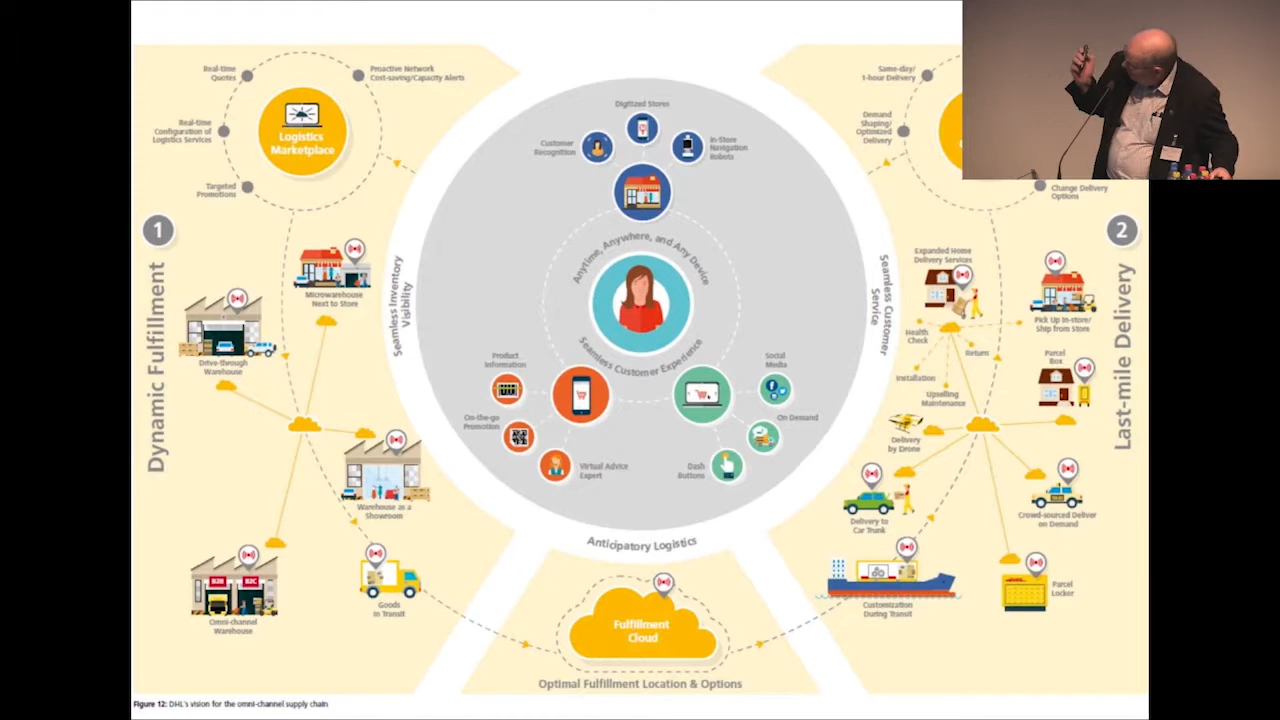 Real-time
Quotes
Proactive Network
Cost-saving/Capacity Alerts
Real-time
Configuration of
Logistics Services
Logistics
Marketplace
Targeted
Promotions
1
Dynamic Fulfillment
Microwarehouse
Next to Store
Drive-through
Warehouse
Warehouse as a
Showroom
B2B
B2C
Omni-channel
Warehouse
Goods
in Transit
Seamless Inventory
Visibility
Digitized Stores
Customer
Recognition
In-Store
Navigation
Robots
Anytime, Anywhere, and Any Device
Seamless Customer Experience
Product
Information
On-the-go
Promotion
Virtual Advice
Expert
Social
Media
On Demand
Dash
Buttons
Anticipatory Logistics
Seamless Customer
Service
Fulfillment
Cloud
Optimal Fulfillment Location & Options
Same-day/
1-hour Delivery
Demand
Shaping/
Optimized
Delivery
Change Delivery
Options
2
Last-mile Delivery
Expanded Home
Delivery Services
Pick Up In-store/
Ship from Store
Health
Check
Return
Installation
Upselling
Maintenance
Parcel
Box
Delivery
by Drone
Delivery to
Car Trunk
TAXI
Crowd-sourced Deliver
on Demand
Customization
During Transit
Parcel
Locker
Figure 12: DHL's vision for the omni-channel supply chain